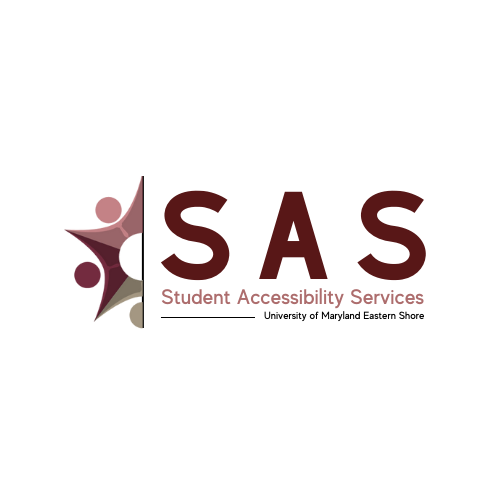 SAS
Student Accessibility Services
University of Maryland Eastern Shore